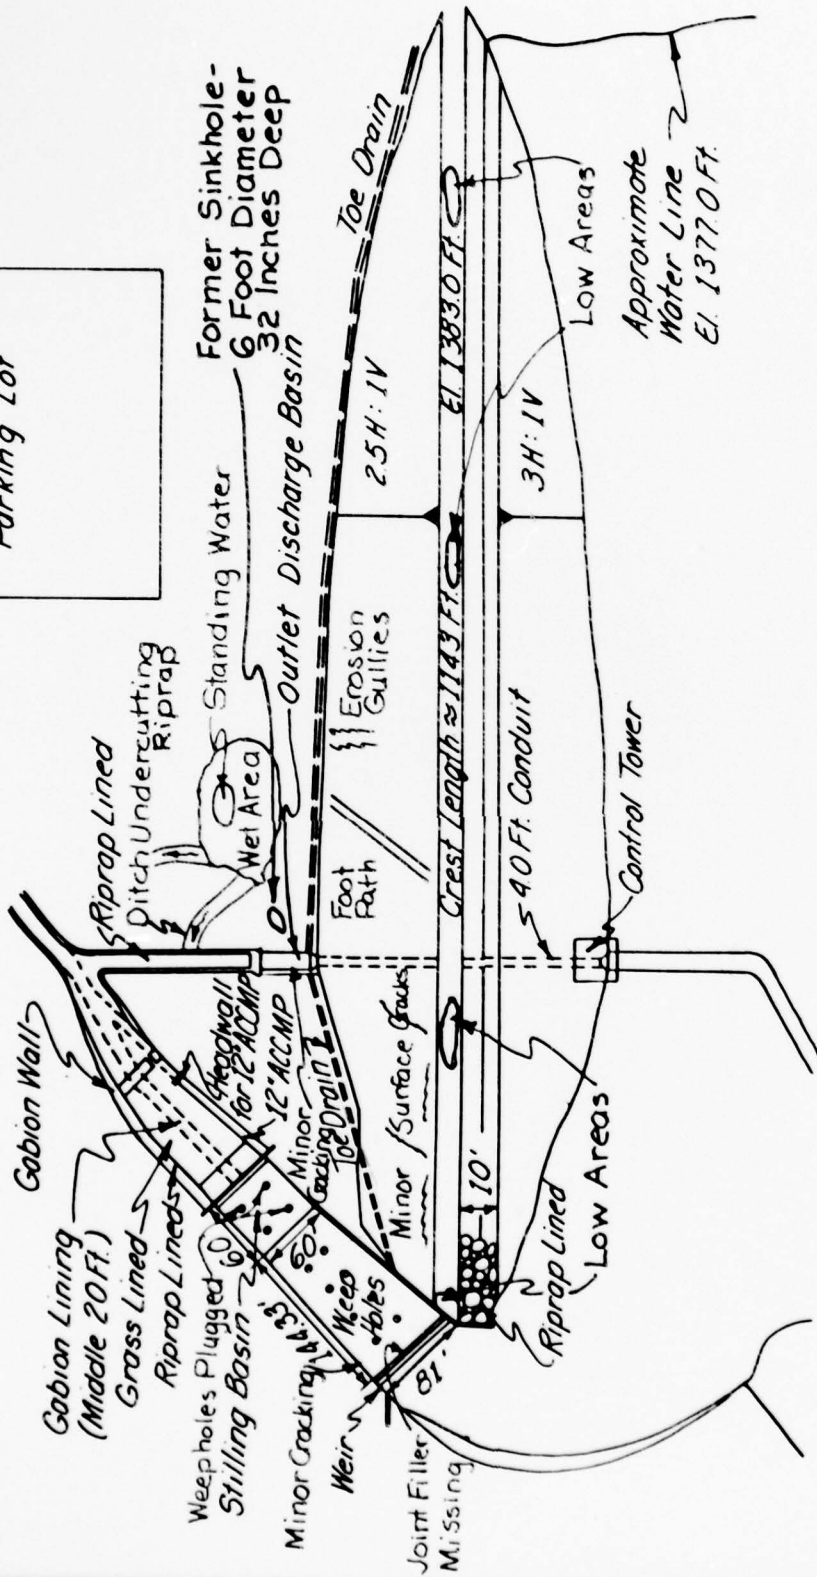 Parking Lot
Former Sinkhole-
6 Foot Diameter
32 Inches Deep
Outlet Discharge Basin
Standing Water
Wet Area
Ditch Undercutting
Riprap
Riprap Lined
Gabion Wall
Gabion Lining
(Middle 20 Ft.)
Grass Lined
Riprap Lined
Weepholes Plugged
Stilling Basin
Minor Cracking
Weir
Joint Filler
Missing
Headwall
for 12" ACCMP
12" ACCMP
Minor
Cracking
Toe Drain
60'
60'
144.3'
Weep
Holes
81'
Toe Drain
2.5H:1V
Erosion
Gullies
Foot
Path
Minor Surface Cracks
Crest Length ≈ 1143 Ft.
El. 1383.0 Ft.
3H:1V
4.0 Ft. Conduit
Control Tower
10'
Riprap Lined
Low Areas
Low Areas
Approximate
Water Line
El. 1377.0 Ft.